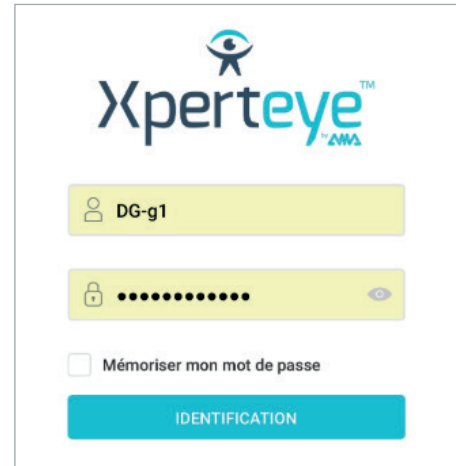 Xperteye™
by AMA
DG-g1
••••••••••••
Mémoriser mon mot de passe
IDENTIFICATION